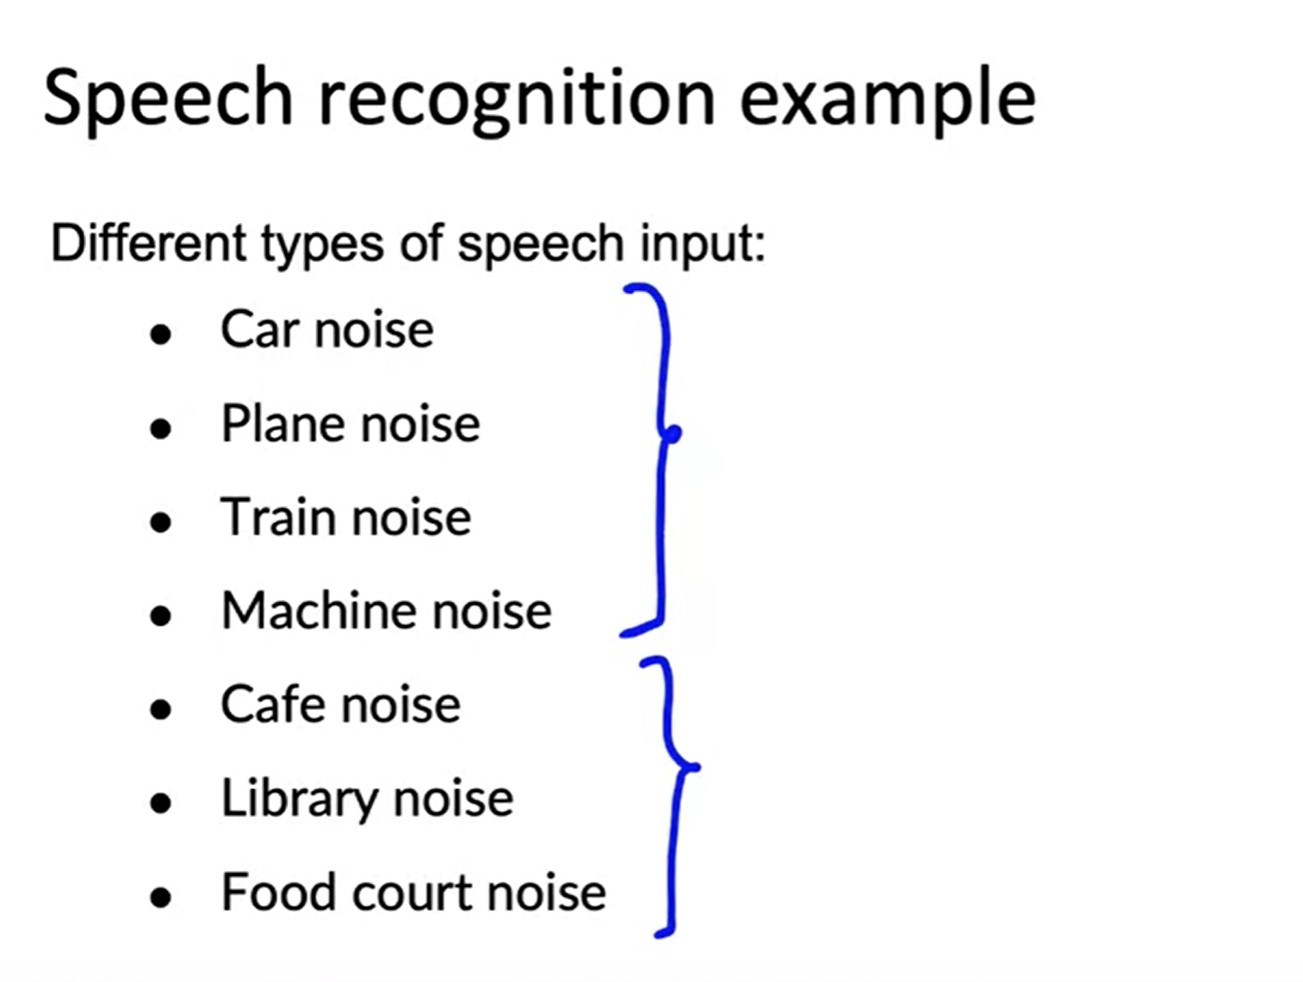 Speech recognition example
Different types of speech input:
• Car noise
• Plane noise
• Train noise
• Machine noise
• Cafe noise
• Library noise
• Food court noise